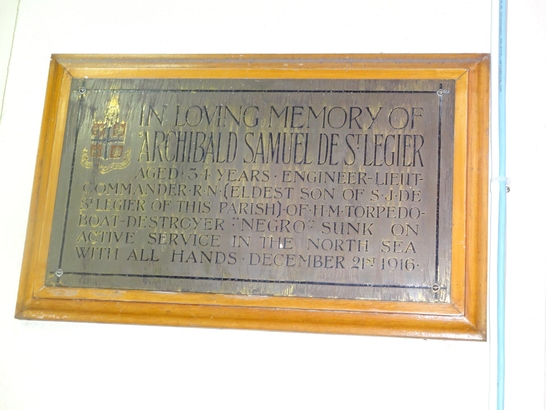 IN LOVING MEMORY OF
ARCHIBALD SAMUEL DE ST LEGIER
AGED · 34 YEARS · ENGINEER-LIEUT-
COMMANDER · R·N · (ELDEST SON OF · S · J · DE
ST LEGIER OF THIS PARISH) · OF · H·M·TORPEDO-
BOAT-DESTROYER "NEGRO" SUNK ON
ACTIVE SERVICE IN THE NORTH SEA
WITH ALL HANDS · DECEMBER 21ST 1916 ·